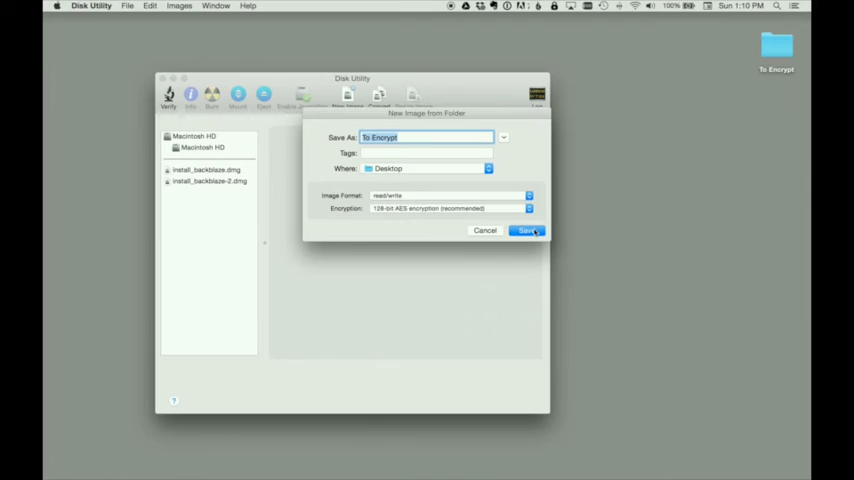 Disk Utility File Edit Images Window Help 100% Sun 1:10 PM
To Encrypt
Disk Utility
Verify Info Burn Mount Eject New Image Convert Log
New Image from Folder
Save As: To Encrypt
Tags:
Where: Desktop
Image Format: read/write
Encryption: 128-bit AES encryption (recommended)
Cancel Save
Macintosh HD
Macintosh HD
install_backblaze.dmg
install_backblaze-2.dmg
?